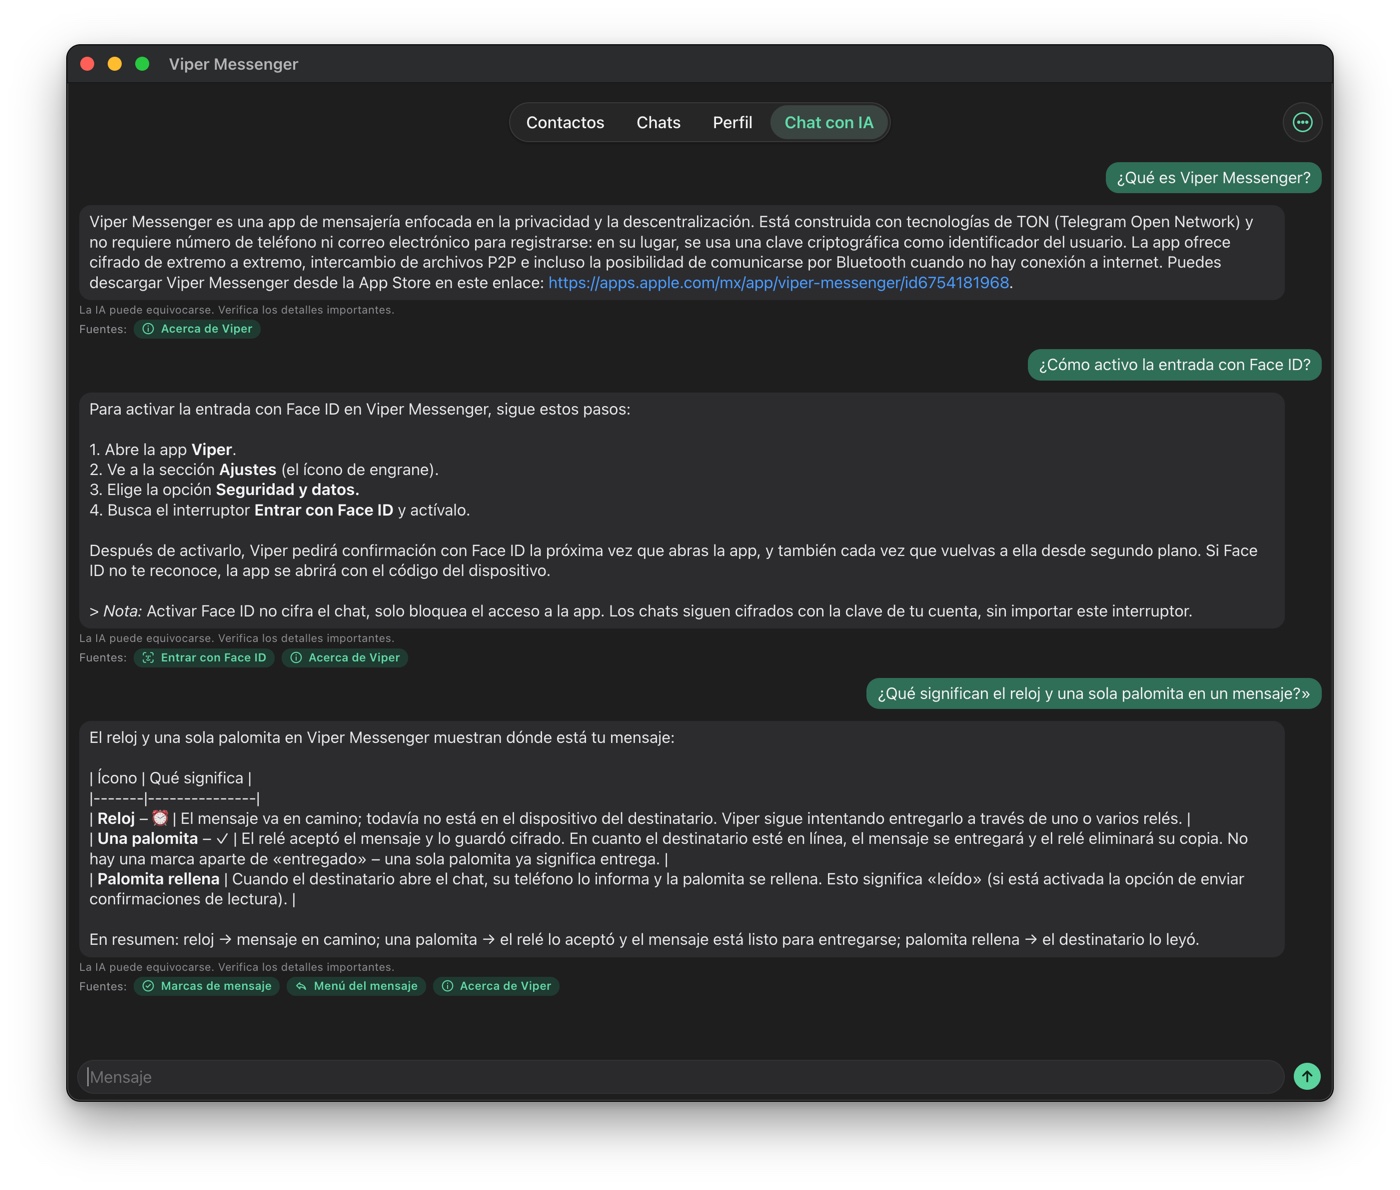 Viper Messenger
Contactos
Chats
Perfil
Chat con IA
¿Qué es Viper Messenger?
Viper Messenger es una app de mensajería enfocada en la privacidad y la descentralización. Está construida con tecnologías de TON (Telegram Open Network) y
no requiere número de teléfono ni correo electrónico para registrarse: en su lugar, se usa una clave criptográfica como identificador del usuario. La app ofrece
cifrado de extremo a extremo, intercambio de archivos P2P e incluso la posibilidad de comunicarse por Bluetooth cuando no hay conexión a internet. Puedes
descargar Viper Messenger desde la App Store en este enlace: https://apps.apple.com/mx/app/viper-messenger/id6754181968.
La IA puede equivocarse. Verifica los detalles importantes.
Fuentes: Acerca de Viper
¿Cómo activo la entrada con Face ID?
Para activar la entrada con Face ID en Viper Messenger, sigue estos pasos:
1. Abre la app Viper.
2. Ve a la sección Ajustes (el ícono de engrane).
3. Elige la opción Seguridad y datos.
4. Busca el interruptor Entrar con Face ID y actívalo.
Después de activarlo, Viper pedirá confirmación con Face ID la próxima vez que abras la app, y también cada vez que vuelvas a ella desde segundo plano. Si Face
ID no te reconoce, la app se abrirá con el código del dispositivo.
> Nota: Activar Face ID no cifra el chat, solo bloquea el acceso a la app. Los chats siguen cifrados con la clave de tu cuenta, sin importar este interruptor.
La IA puede equivocarse. Verifica los detalles importantes.
Fuentes: Entrar con Face ID Acerca de Viper
¿Qué significan el reloj y una sola palomita en un mensaje?»
El reloj y una sola palomita en Viper Messenger muestran dónde está tu mensaje:
| Ícono | Qué significa |
|-------|---------------|
| Reloj – ⏰ | El mensaje va en camino; todavía no está en el dispositivo del destinatario. Viper sigue intentando entregarlo a través de uno o varios relés. |
| Una palomita – ✓ | El relé aceptó el mensaje y lo guardó cifrado. En cuanto el destinatario esté en línea, el mensaje se entregará y el relé eliminará su copia. No
hay una marca aparte de «entregado» – una sola palomita ya significa entrega. |
| Palomita rellena | Cuando el destinatario abre el chat, su teléfono lo informa y la palomita se rellena. Esto significa «leído» (si está activada la opción de enviar
confirmaciones de lectura). |
En resumen: reloj → mensaje en camino; una palomita → el relé lo aceptó y el mensaje está listo para entregarse; palomita rellena → el destinatario lo leyó.
La IA puede equivocarse. Verifica los detalles importantes.
Fuentes: Marcas de mensaje Menú del mensaje Acerca de Viper
Mensaje